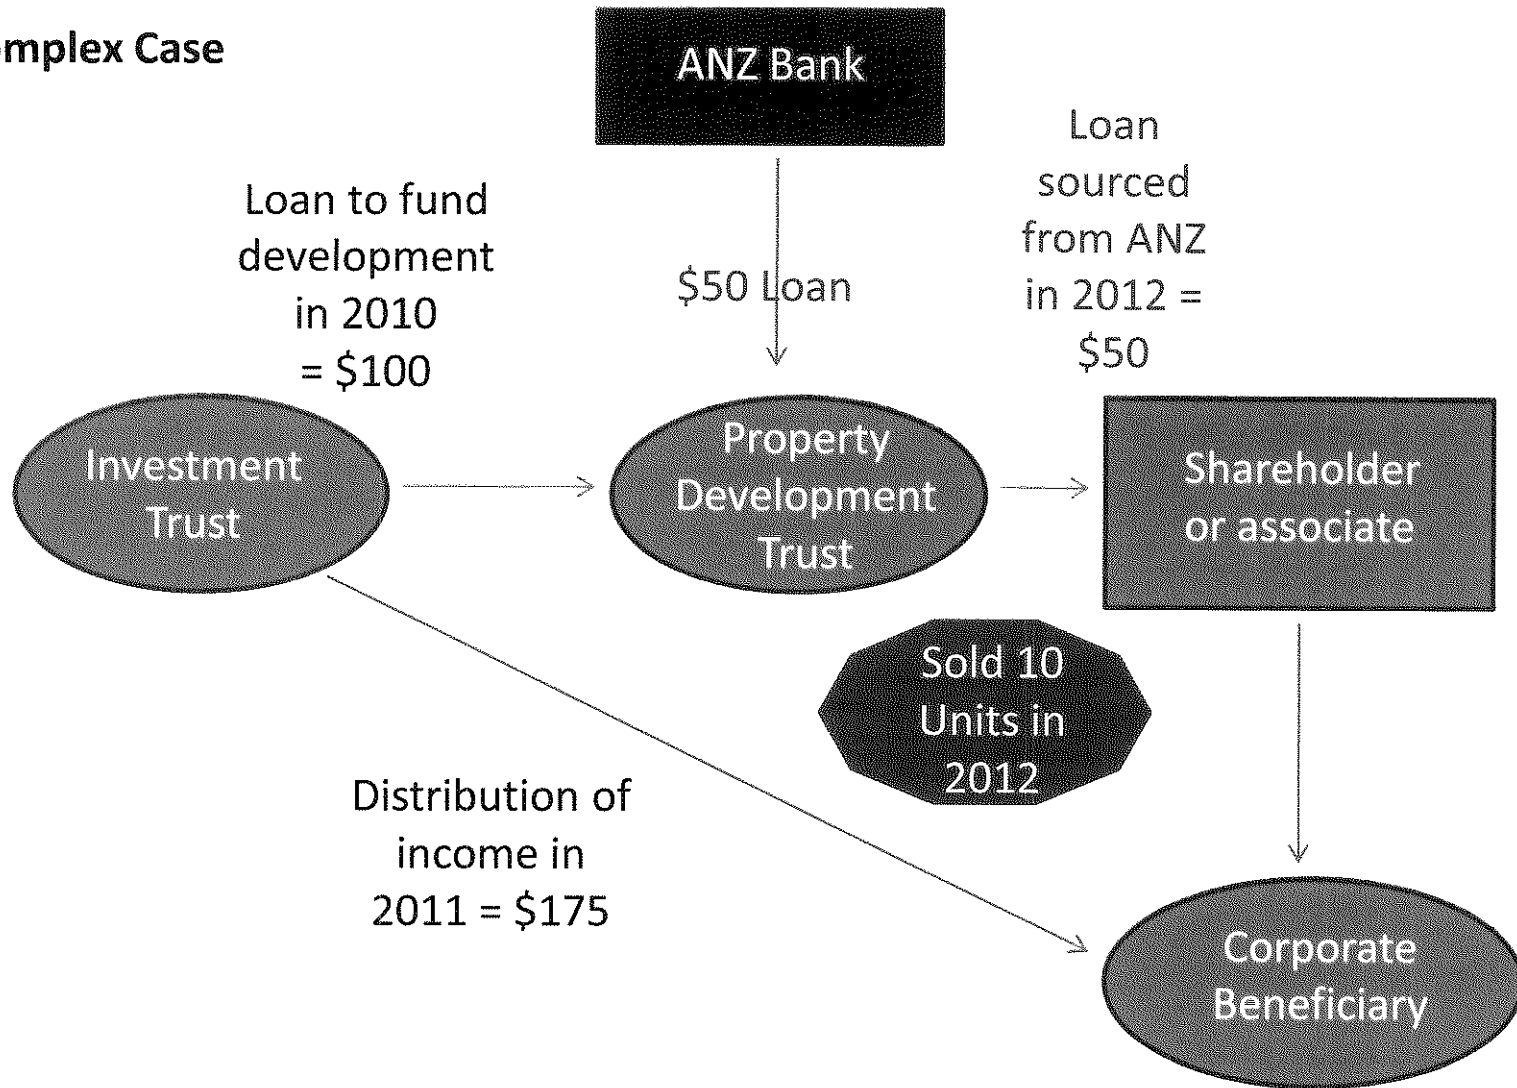 omplex Case
ANZ Bank
Loan
sourced
from ANZ
in 2012 =
$50
Loan to fund
development
in 2010
= $100
$50 Loan
Investment
Trust
Property
Development
Trust
Shareholder
or associate
Sold 10
Units in
2012
Distribution of
income in
2011 = $175
Corporate
Beneficiary